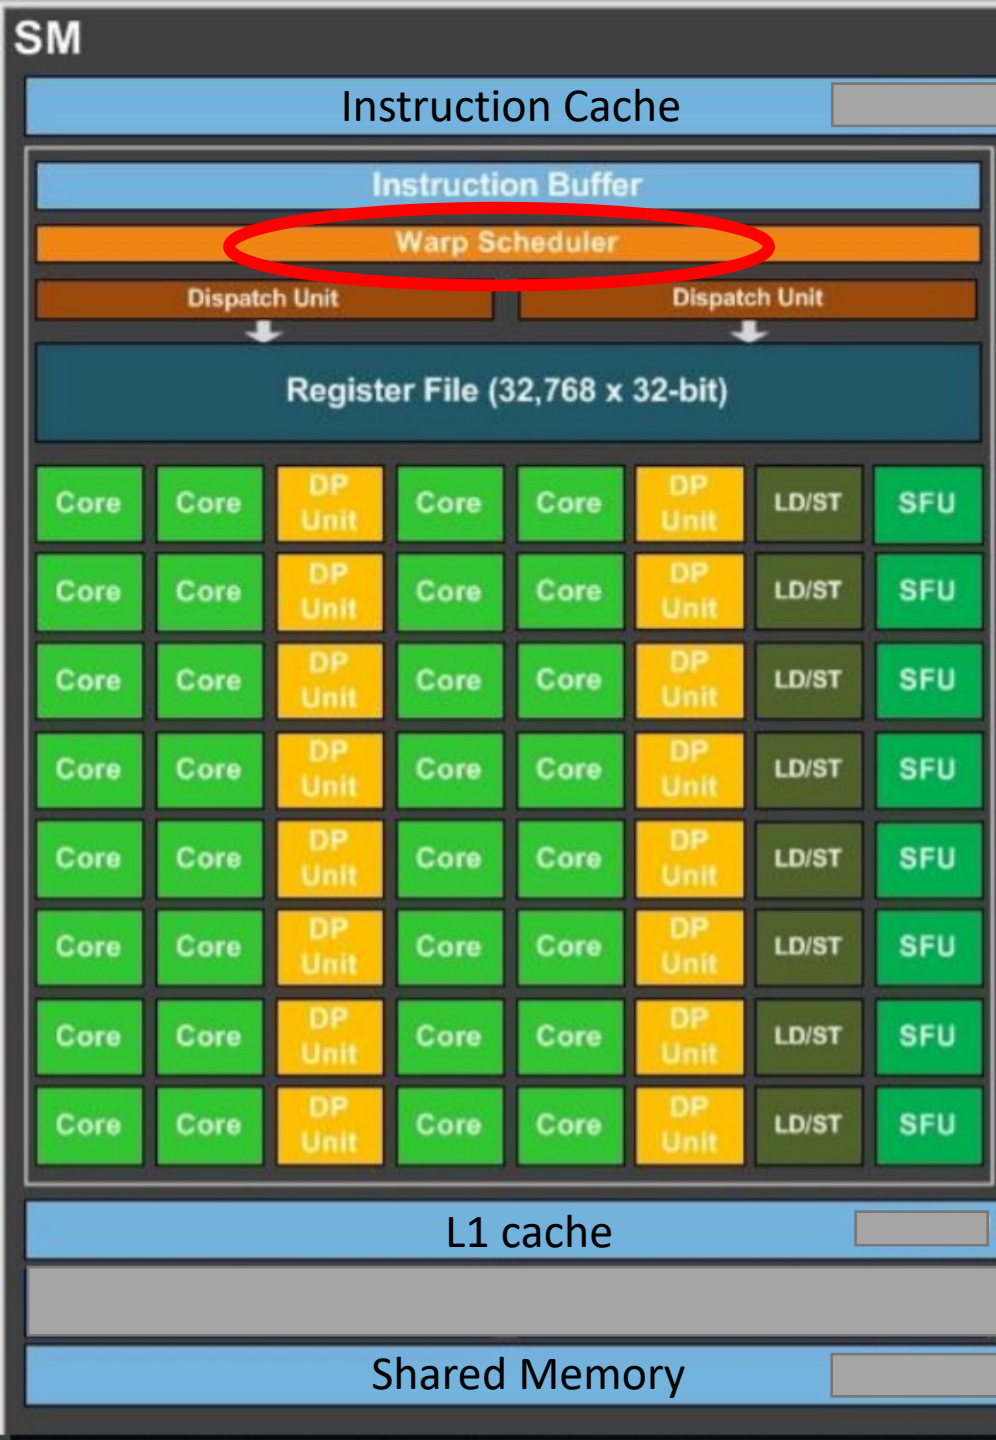 SM
Instruction Cache
Instruction Buffer
Warp Scheduler
Dispatch Unit Dispatch Unit
Register File (32,768 x 32-bit)
Core Core DP Unit Core Core DP Unit LD/ST SFU
Core Core DP Unit Core Core DP Unit LD/ST SFU
Core Core DP Unit Core Core DP Unit LD/ST SFU
Core Core DP Unit Core Core DP Unit LD/ST SFU
Core Core DP Unit Core Core DP Unit LD/ST SFU
Core Core DP Unit Core Core DP Unit LD/ST SFU
Core Core DP Unit Core Core DP Unit LD/ST SFU
Core Core DP Unit Core Core DP Unit LD/ST SFU
L1 cache
Shared Memory